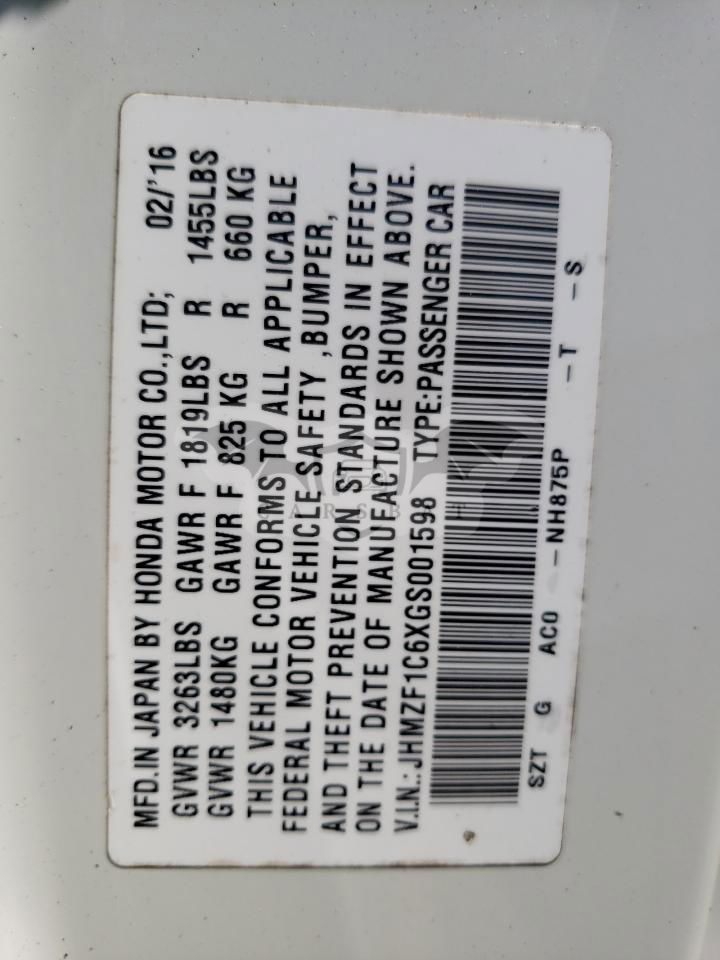 MFD.IN JAPAN BY HONDA MOTOR CO.,LTD; 02/'16
GVWR 3263LBS GAWR F 1819LBS R 1455LBS
GVWR 1480KG GAWR F 825 KG R 660 KG
THIS VEHICLE CONFORMS TO ALL APPLICABLE
FEDERAL MOTOR VEHICLE SAFETY ,BUMPER,
AND THEFT PREVENTION STANDARDS IN EFFECT
ON THE DATE OF MANUFACTURE SHOWN ABOVE.
V.I.N.: JHMZF1C6XGS001598 TYPE:PASSENGER CAR
SZT G AC0 -NH875P -T -S